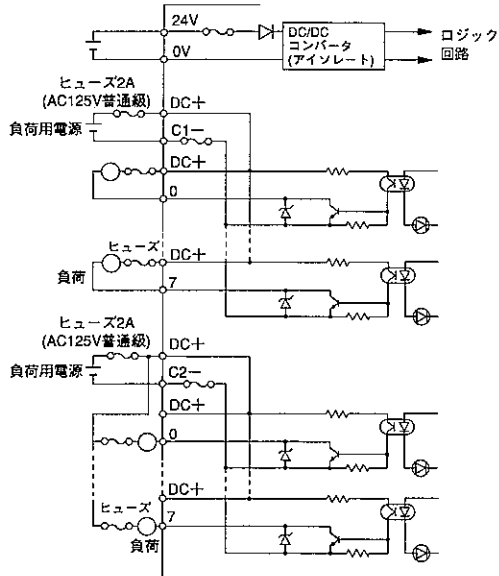 24V
0V
DC/DC
コンバータ
(アイソレート)
ロジック
回路
ヒューズ2A
(AC125V普通級)
DC+
負荷用電源
C1−
DC+
0
ヒューズ
DC+
負荷
7
ヒューズ2A
(AC125V普通級)
DC+
負荷用電源
C2−
DC+
0
DC+
ヒューズ
7
負荷